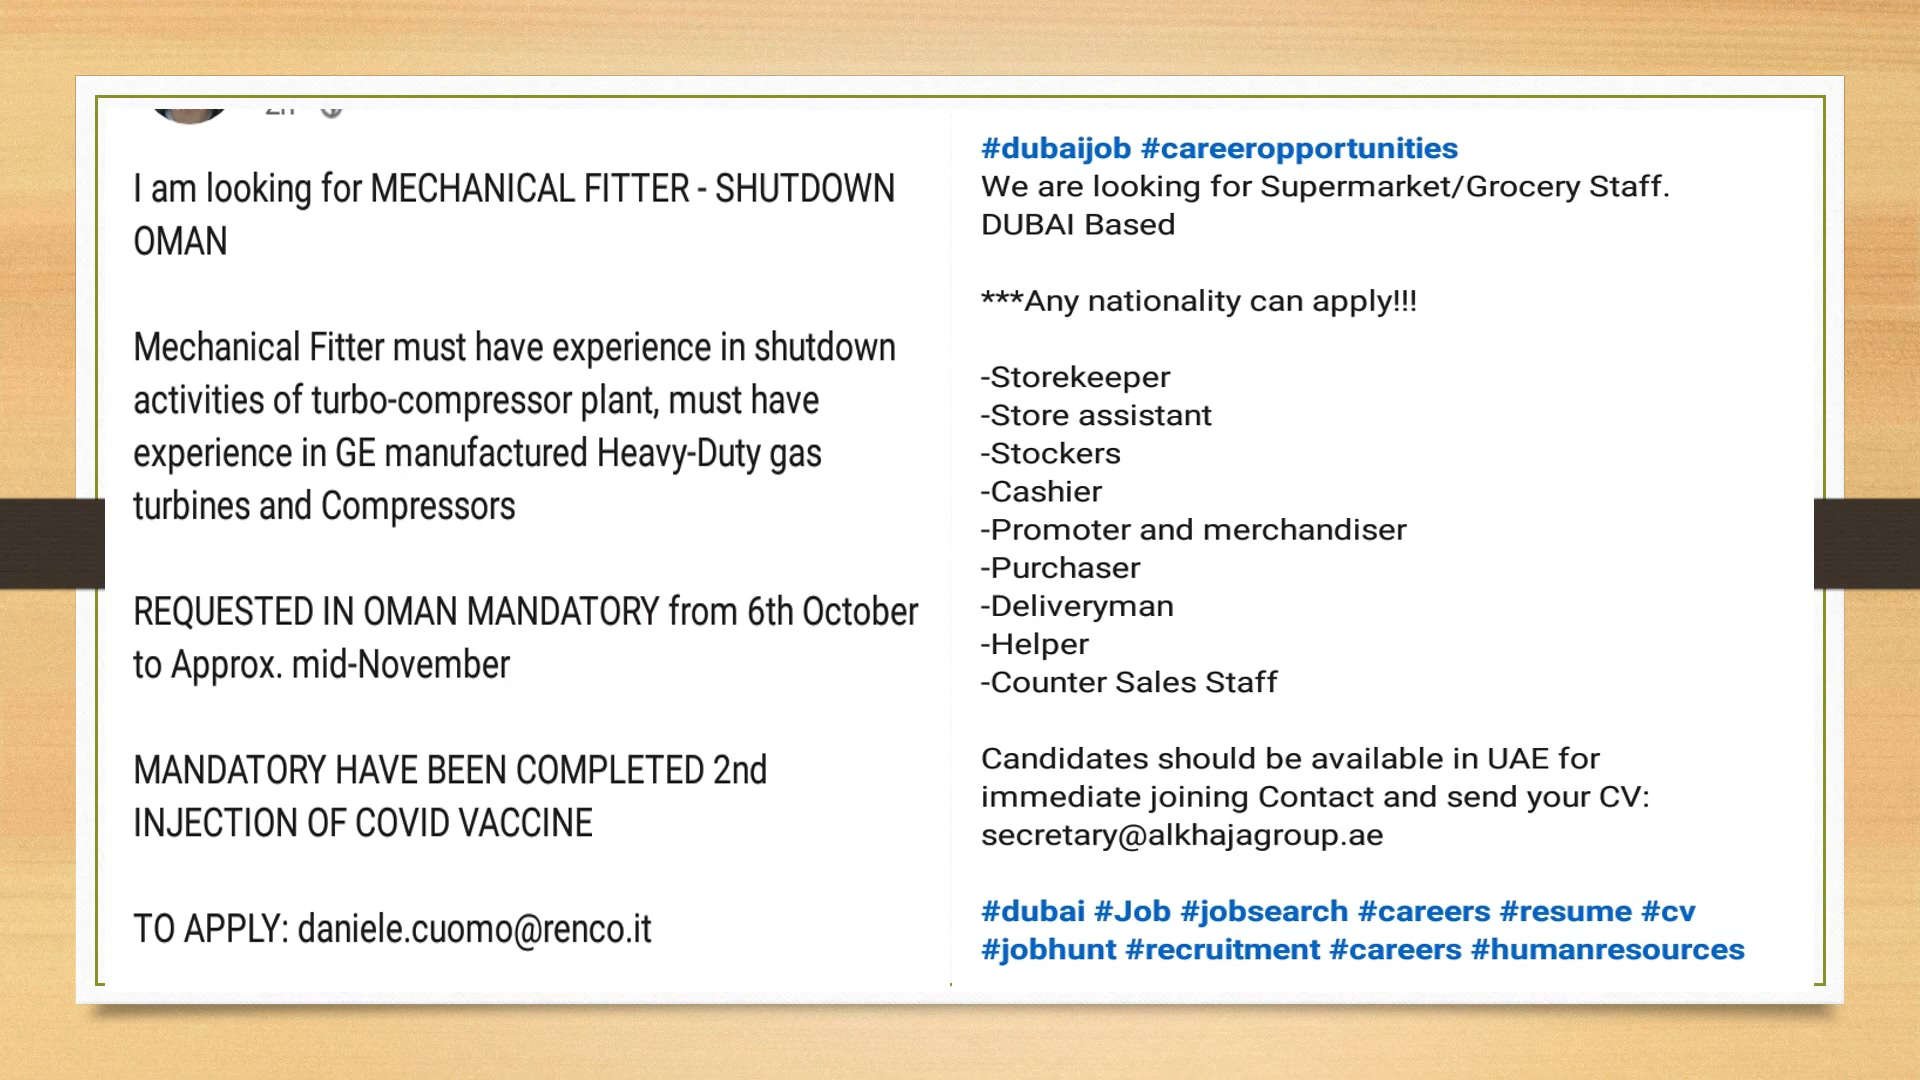 I am looking for MECHANICAL FITTER - SHUTDOWN
OMAN
Mechanical Fitter must have experience in shutdown
activities of turbo-compressor plant, must have
experience in GE manufactured Heavy-Duty gas
turbines and Compressors
REQUESTED IN OMAN MANDATORY from 6th October
to Approx. mid-November
MANDATORY HAVE BEEN COMPLETED 2nd
INJECTION OF COVID VACCINE
TO APPLY: daniele.cuomo@renco.it
#dubaijob #careeropportunities
We are looking for Supermarket/Grocery Staff.
DUBAI Based
***Any nationality can apply!!!
-Storekeeper
-Store assistant
-Stockers
-Cashier
-Promoter and merchandiser
-Purchaser
-Deliveryman
-Helper
-Counter Sales Staff
Candidates should be available in UAE for
immediate joining Contact and send your CV:
secretary@alkhajagroup.ae
#dubai #Job #jobsearch #careers #resume #cv
#jobhunt #recruitment #careers #humanresources